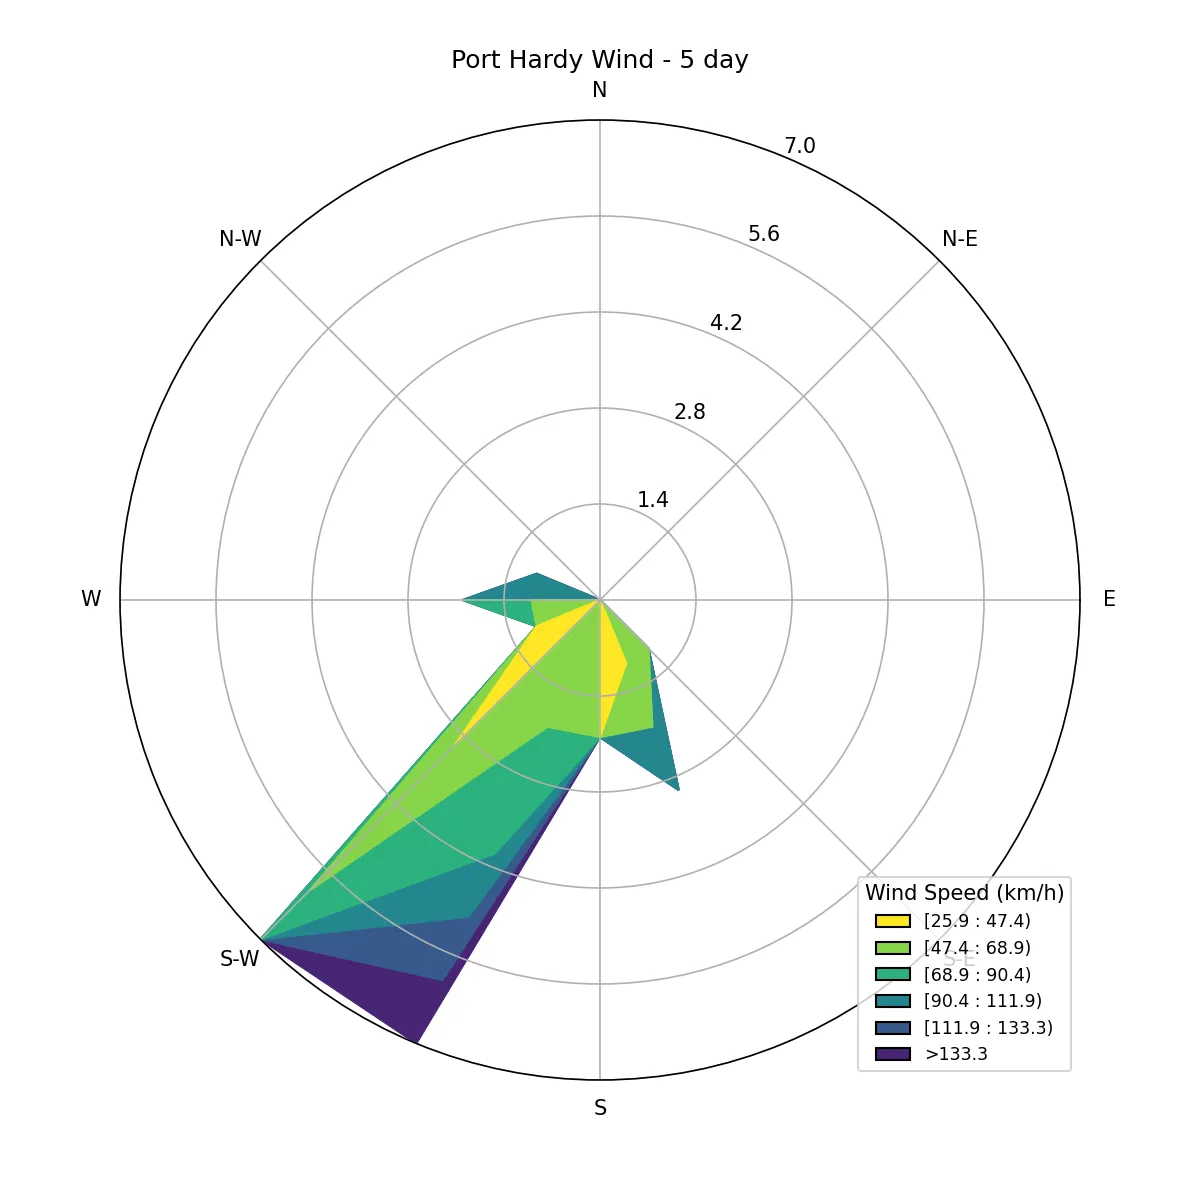 Port Hardy Wind - 5 day
N
7.0
5.6
N-W
N-E
4.2
2.8
1.4
W
E
Wind Speed (km/h)
[25.9 : 47.4)
[47.4 : 68.9)
S-W
S-E
[68.9 : 90.4)
[90.4 : 111.9)
[111.9 : 133.3)
>133.3
S